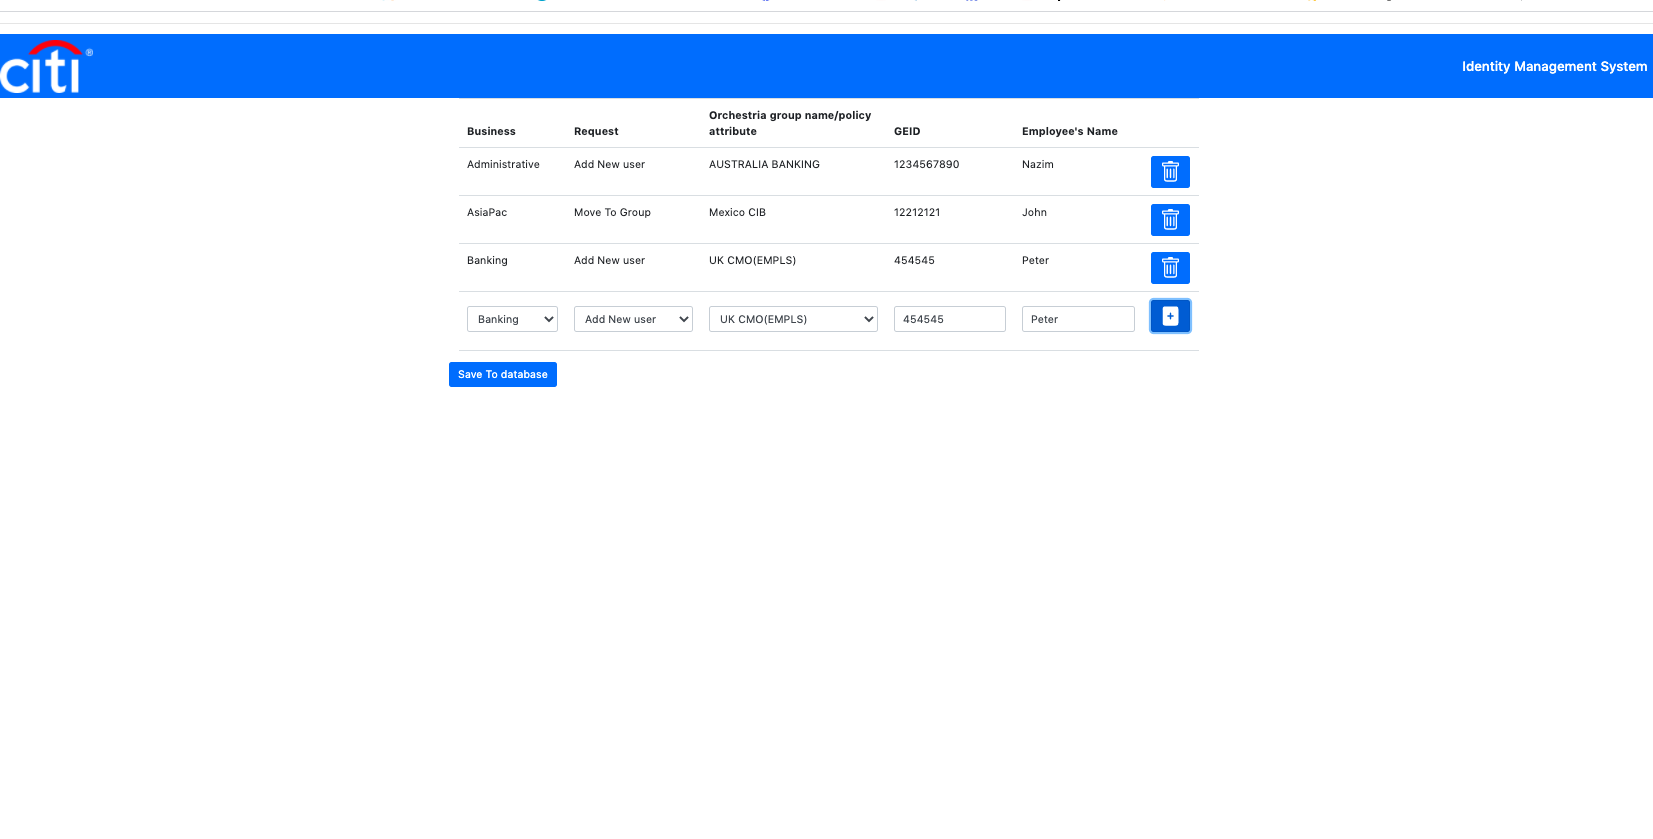 citi®
Identity Management System
Business Request Orchestria group name/policy attribute GEID Employee's Name
Administrative Add New user AUSTRALIA BANKING 1234567890 Nazim
AsiaPac Move To Group Mexico CIB 12212121 John
Banking Add New user UK CMO(EMPLS) 454545 Peter
Banking Add New user UK CMO(EMPLS) 454545 Peter
Save To database